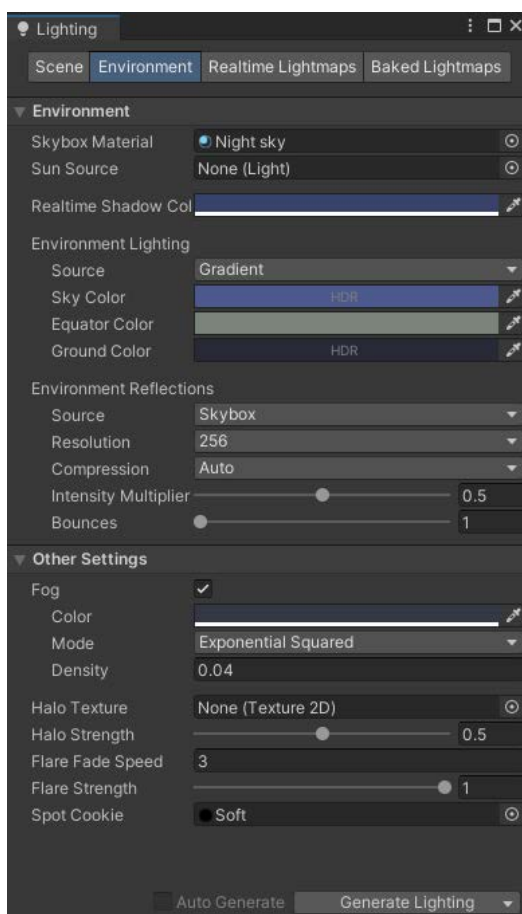 Lighting
Scene Environment Realtime Lightmaps Baked Lightmaps
Environment
Skybox Material Night sky
Sun Source None (Light)
Realtime Shadow Col
Environment Lighting
Source Gradient
Sky Color HDR
Equator Color
Ground Color HDR
Environment Reflections
Source Skybox
Resolution 256
Compression Auto
Intensity Multiplier 0.5
Bounces 1
Other Settings
Fog
Color
Mode Exponential Squared
Density 0.04
Halo Texture None (Texture 2D)
Halo Strength 0.5
Flare Fade Speed 3
Flare Strength 1
Spot Cookie Soft
Auto Generate Generate Lighting